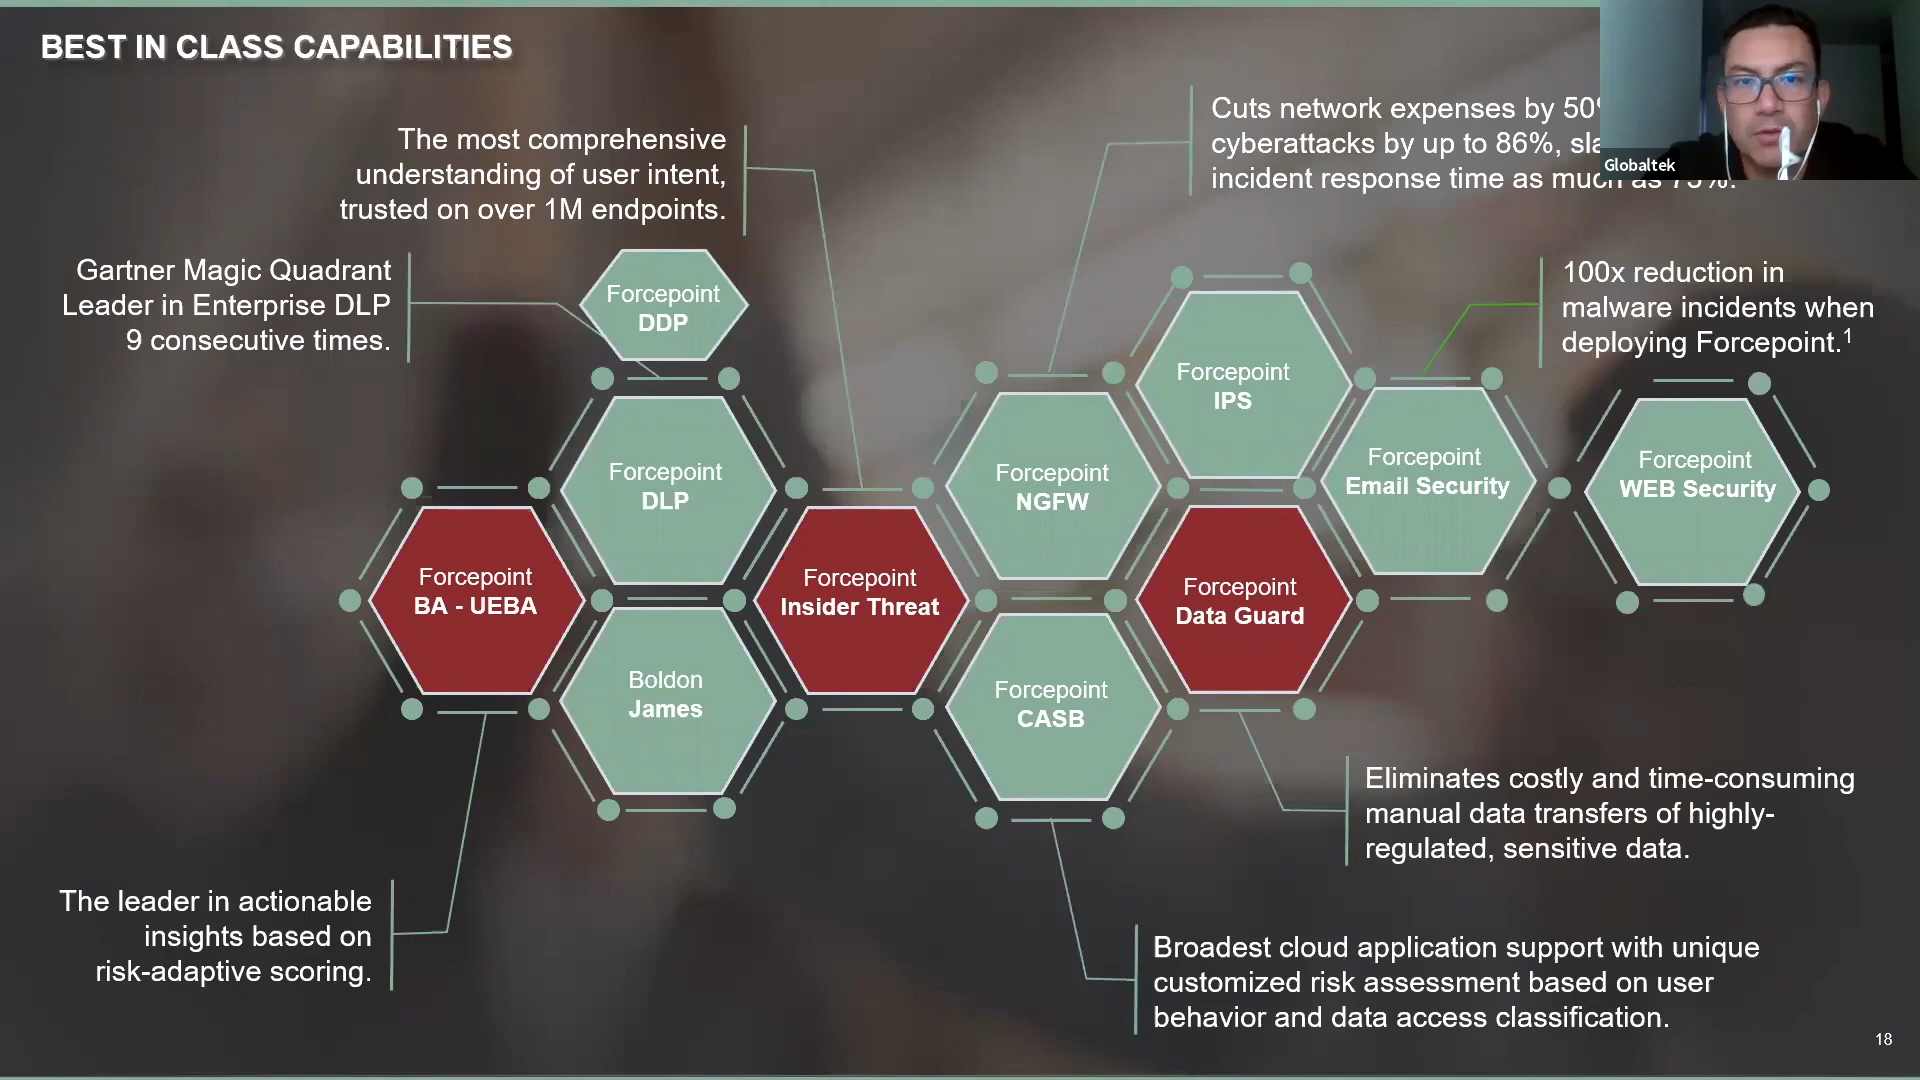 BEST IN CLASS CAPABILITIES
Globaltek
The most comprehensive
understanding of user intent,
trusted on over 1M endpoints.
Cuts network expenses by 50
cyberattacks by up to 86%,
incident response time as much as
Gartner Magic Quadrant
Leader in Enterprise DLP
9 consecutive times.
100x reduction in
malware incidents when
deploying Forcepoint.1
Forcepoint
DDP
Forcepoint
IPS
Forcepoint
DLP
Forcepoint
NGFW
Forcepoint
Email Security
Forcepoint
WEB Security
Forcepoint
BA - UEBA
Forcepoint
Insider Threat
Forcepoint
Data Guard
Boldon
James
Forcepoint
CASB
Eliminates costly and time-consuming
manual data transfers of highly-
regulated, sensitive data.
The leader in actionable
insights based on
risk-adaptive scoring.
Broadest cloud application support with unique
customized risk assessment based on user
behavior and data access classification.
18